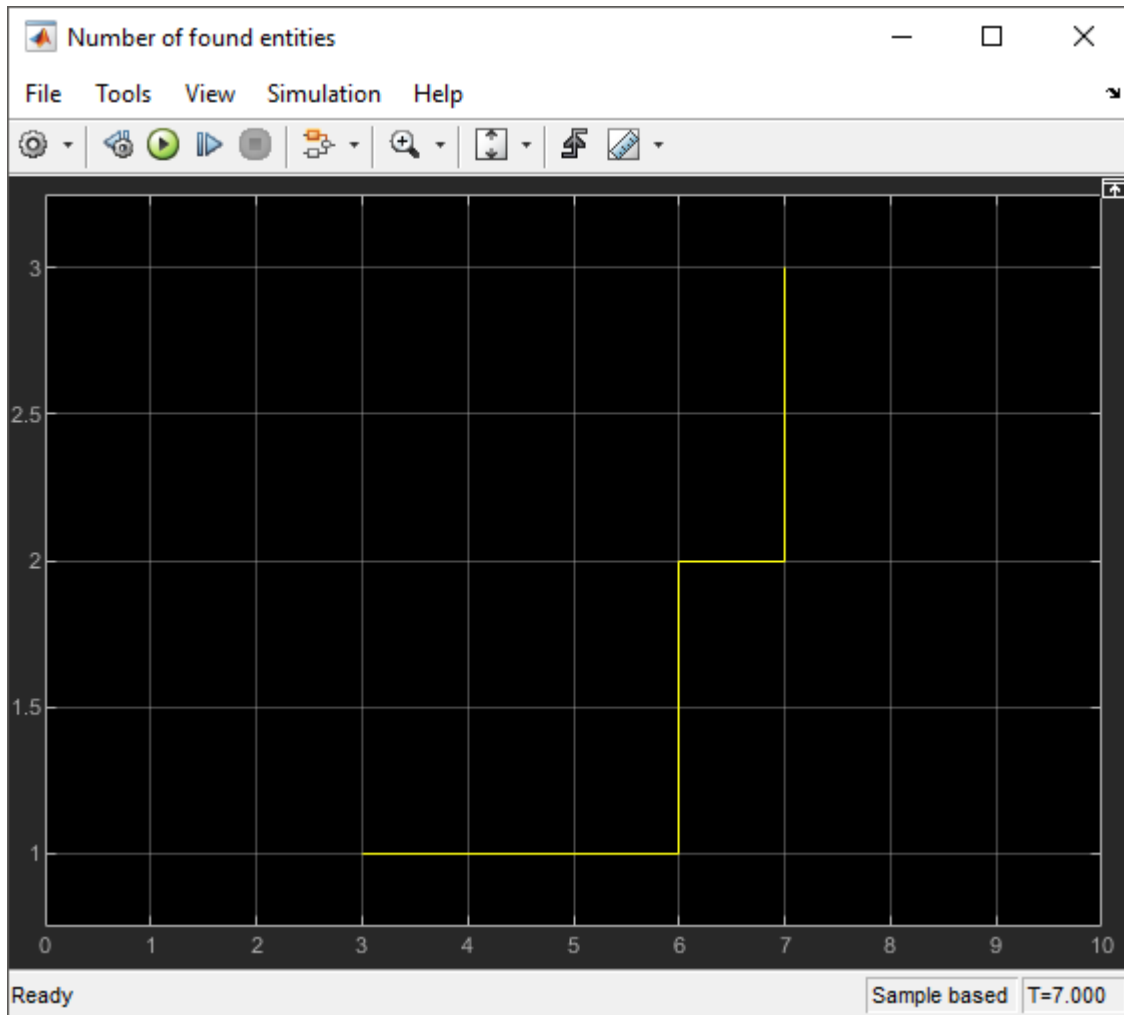 Number of found entities
File Tools View Simulation Help
3
2.5
2
1.5
1
0 1 2 3 4 5 6 7 8 9 10
Ready Sample based T=7.000